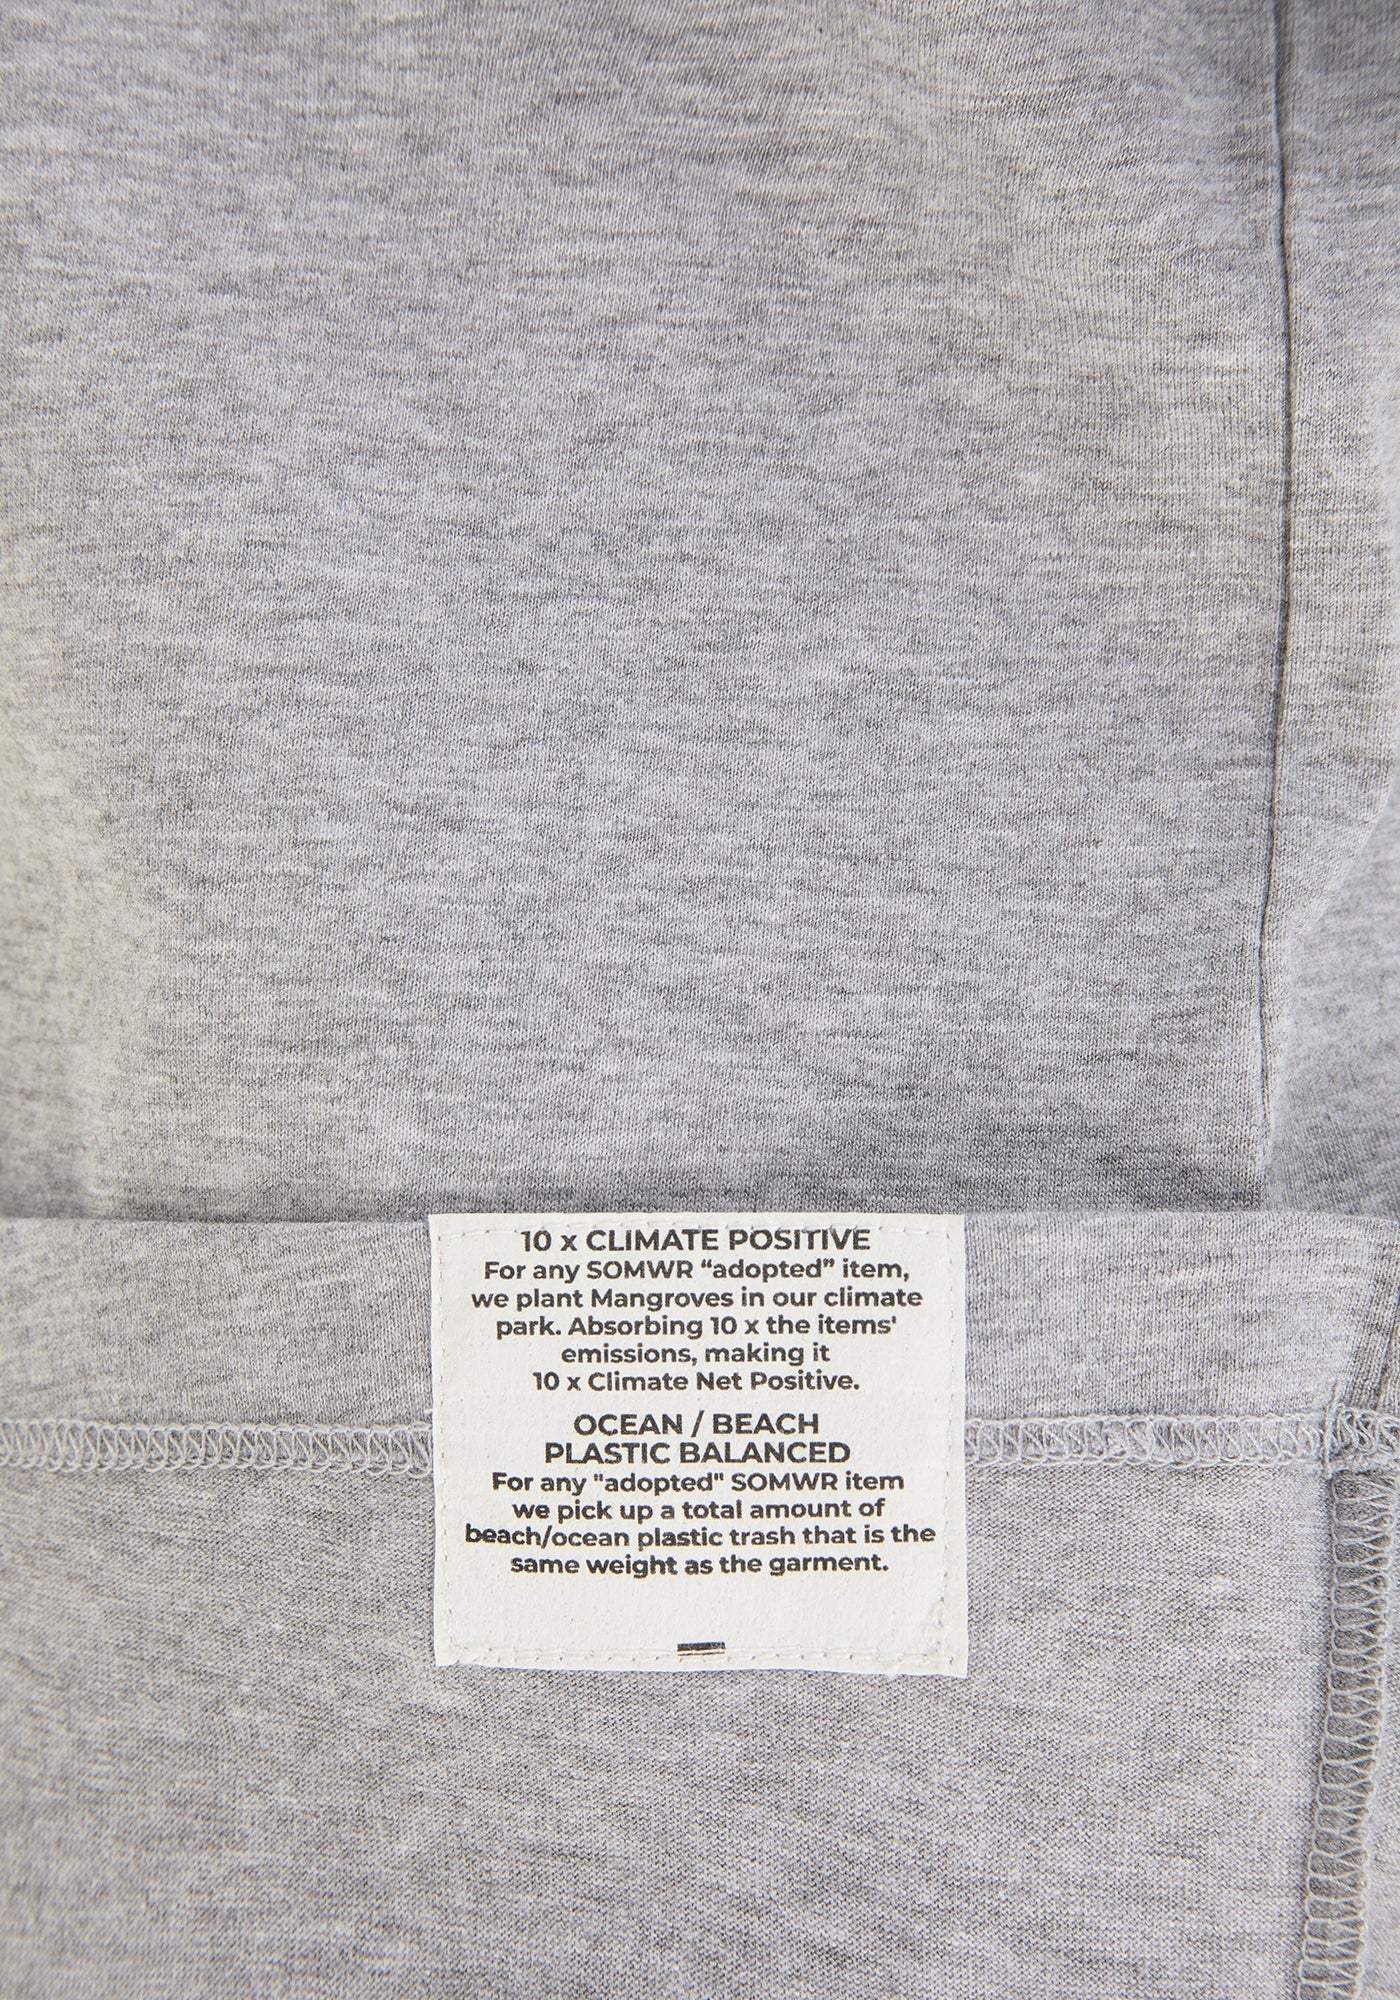 10 x CLIMATE POSITIVE
For any SOMWR “adopted” item,
we plant Mangroves in our climate
park. Absorbing 10 x the items'
emissions, making it
10 x Climate Net Positive.
OCEAN / BEACH
PLASTIC BALANCED
For any "adopted" SOMWR item
we pick up a total amount of
beach/ocean plastic trash that is the
same weight as the garment.